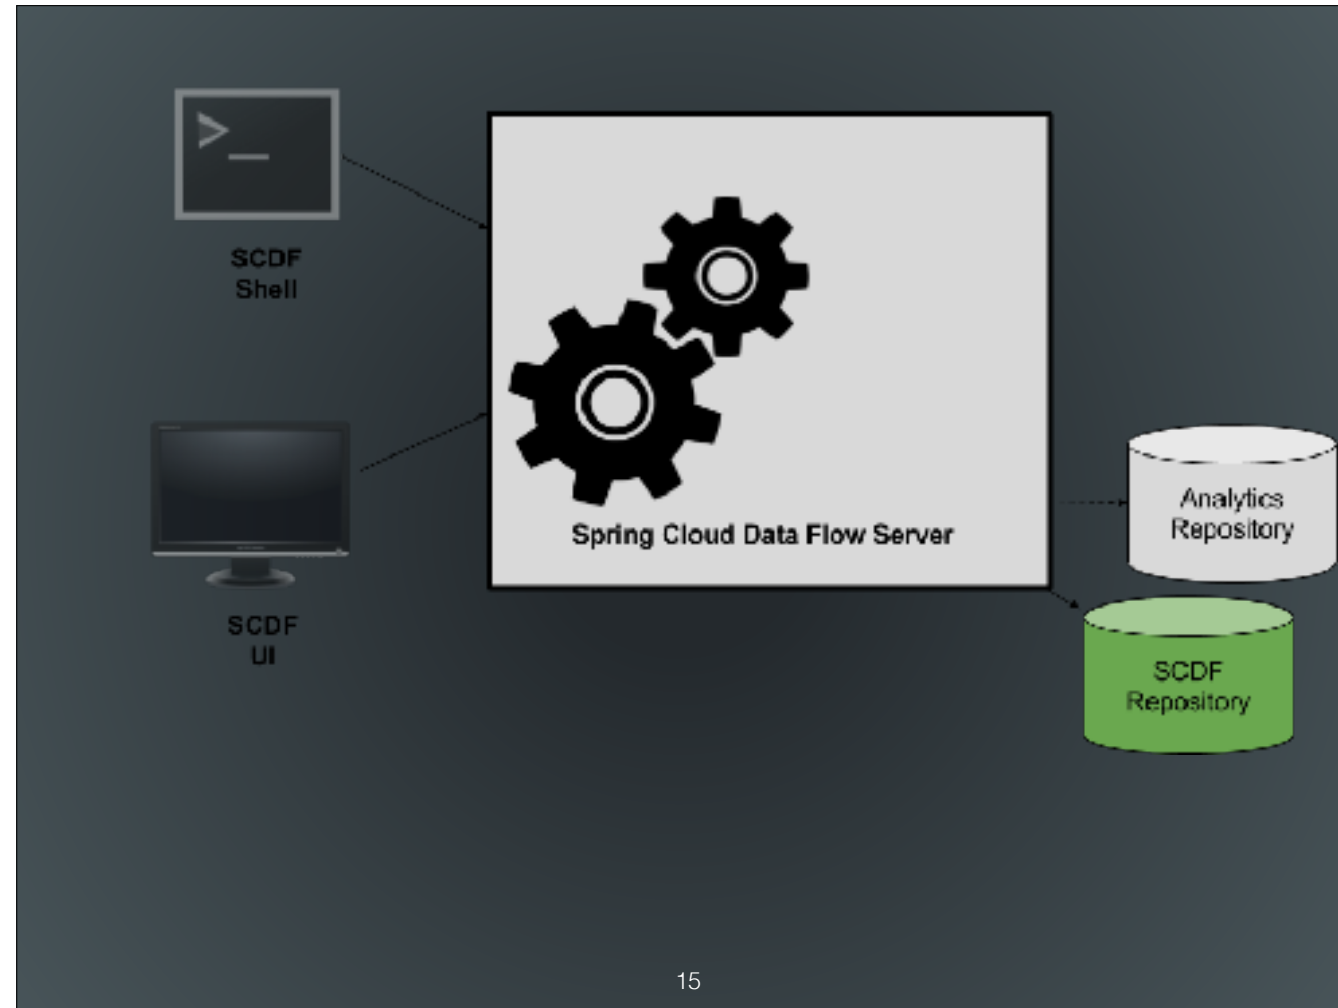 >_
SCDF
Shell
Spring Cloud Data Flow Server
SCDF
UI
Analytics
Repository
SCDF
Repository
15